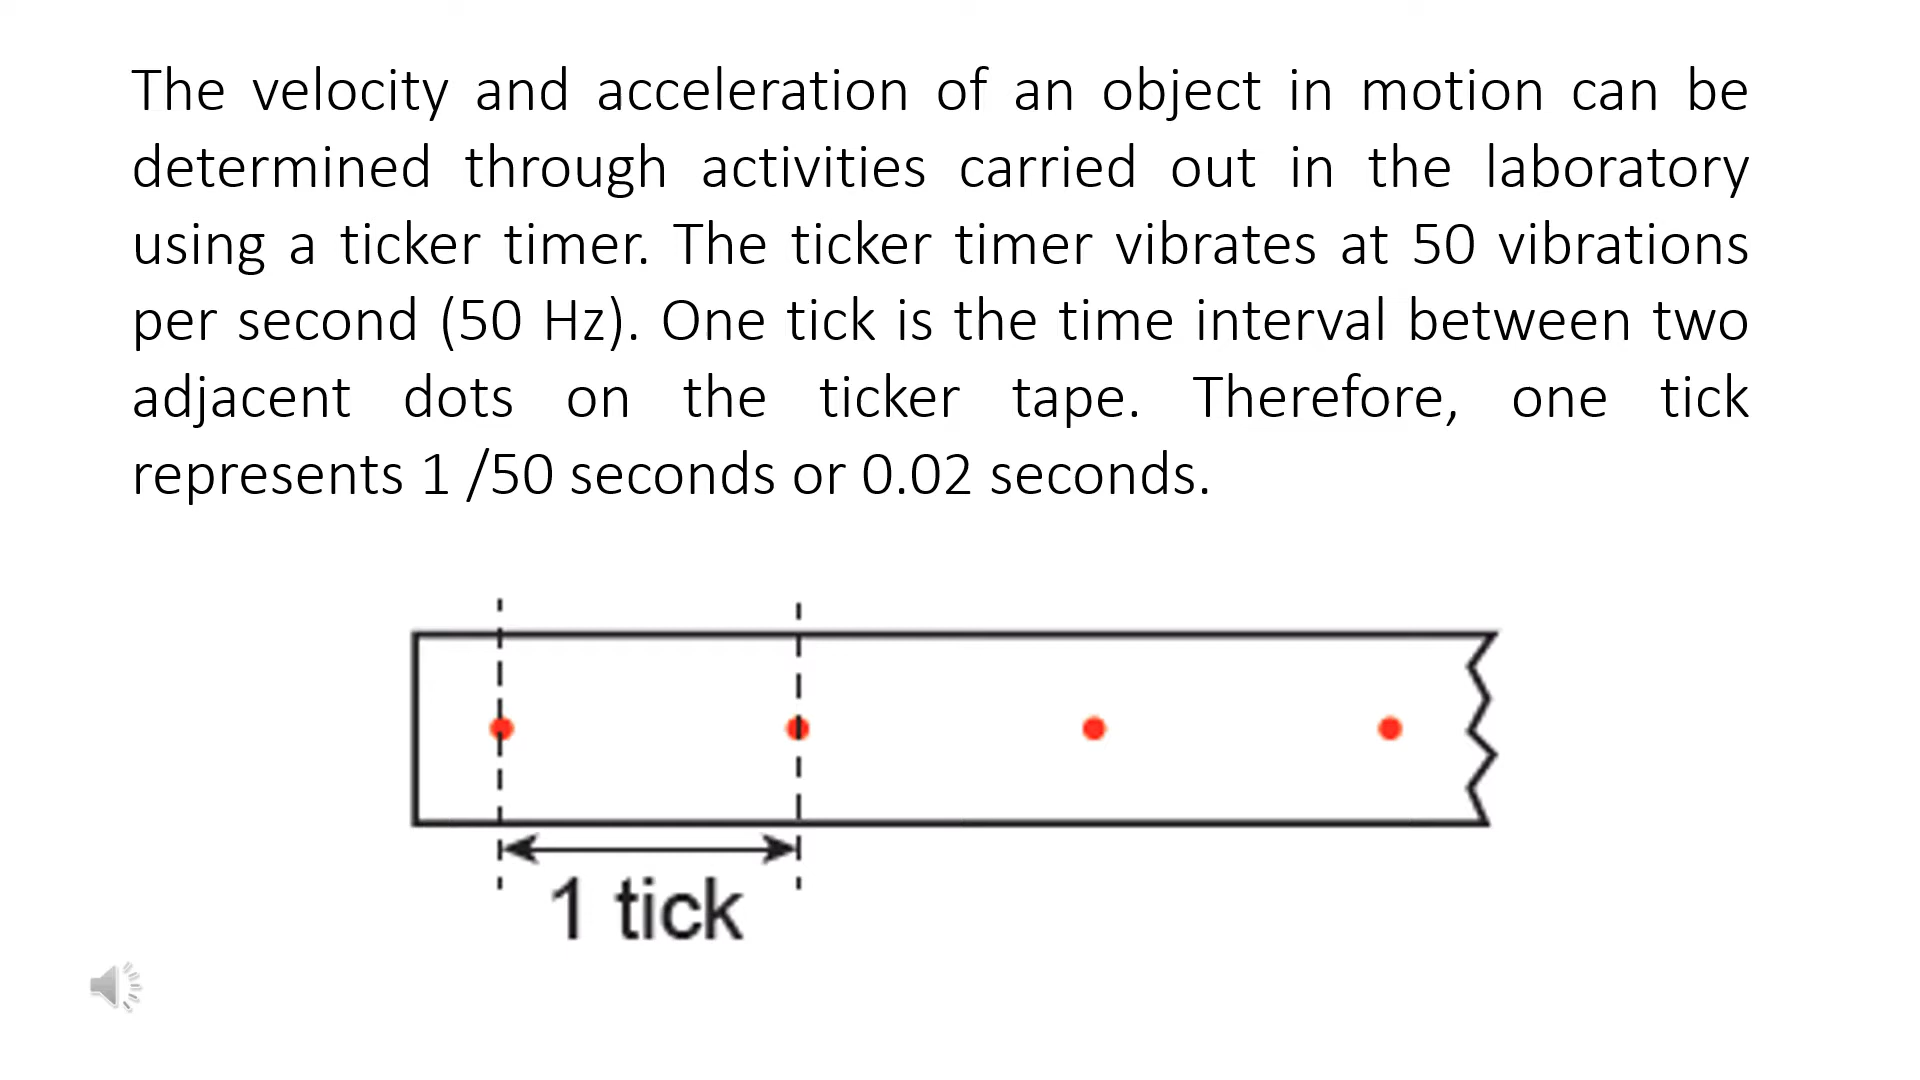 The velocity and acceleration of an object in motion can be
determined through activities carried out in the laboratory
using a ticker timer. The ticker timer vibrates at 50 vibrations
per second (50 Hz). One tick is the time interval between two
adjacent dots on the ticker tape. Therefore, one tick
represents 1 /50 seconds or 0.02 seconds.
1 tick